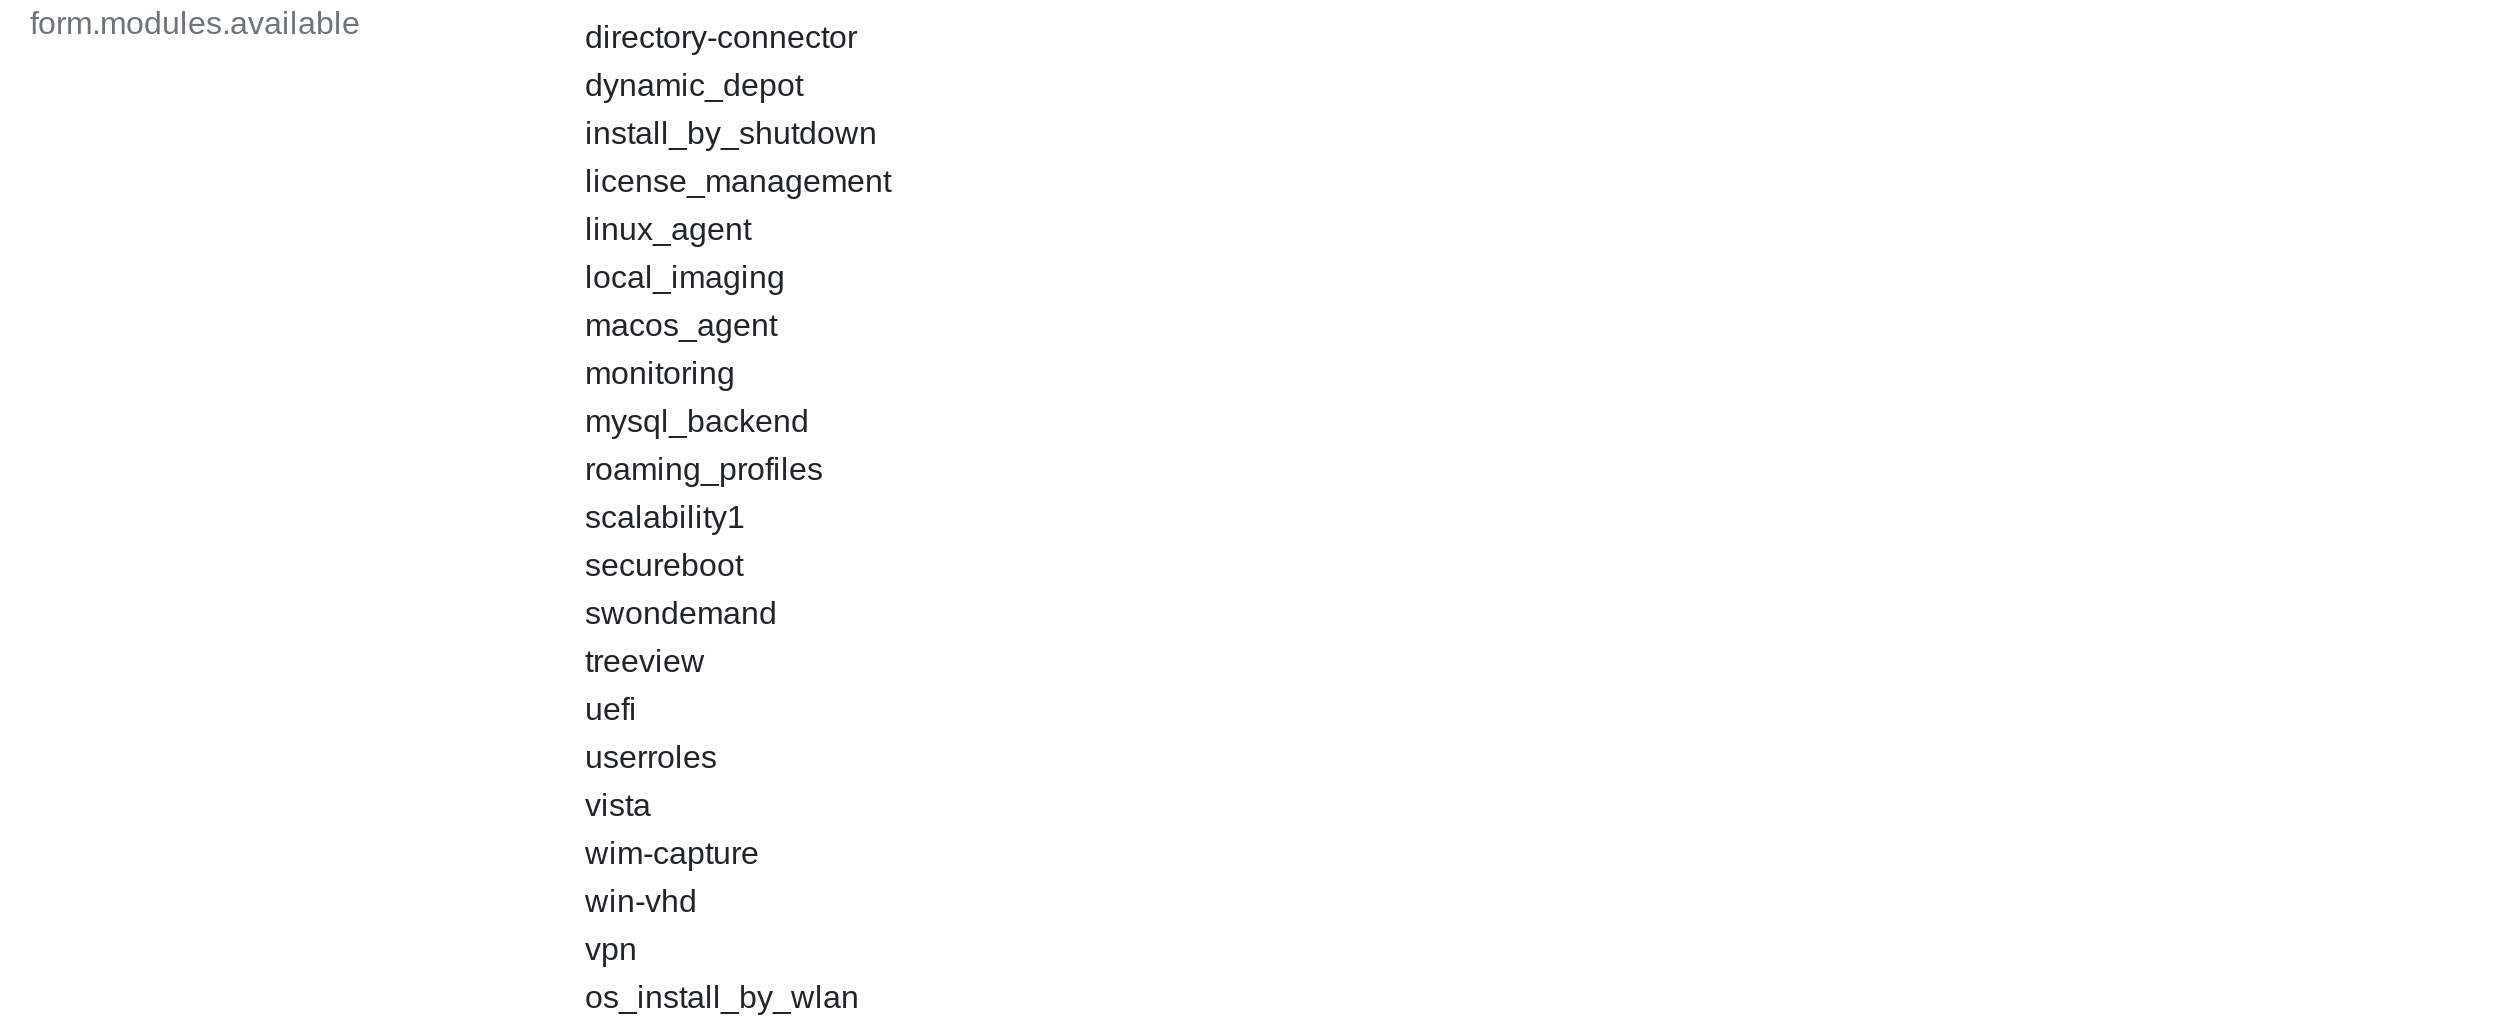 form.modules.available
directory-connector
dynamic_depot
install_by_shutdown
license_management
linux_agent
local_imaging
macos_agent
monitoring
mysql_backend
roaming_profiles
scalability1
secureboot
swondemand
treeview
uefi
userroles
vista
wim-capture
win-vhd
vpn
os_install_by_wlan